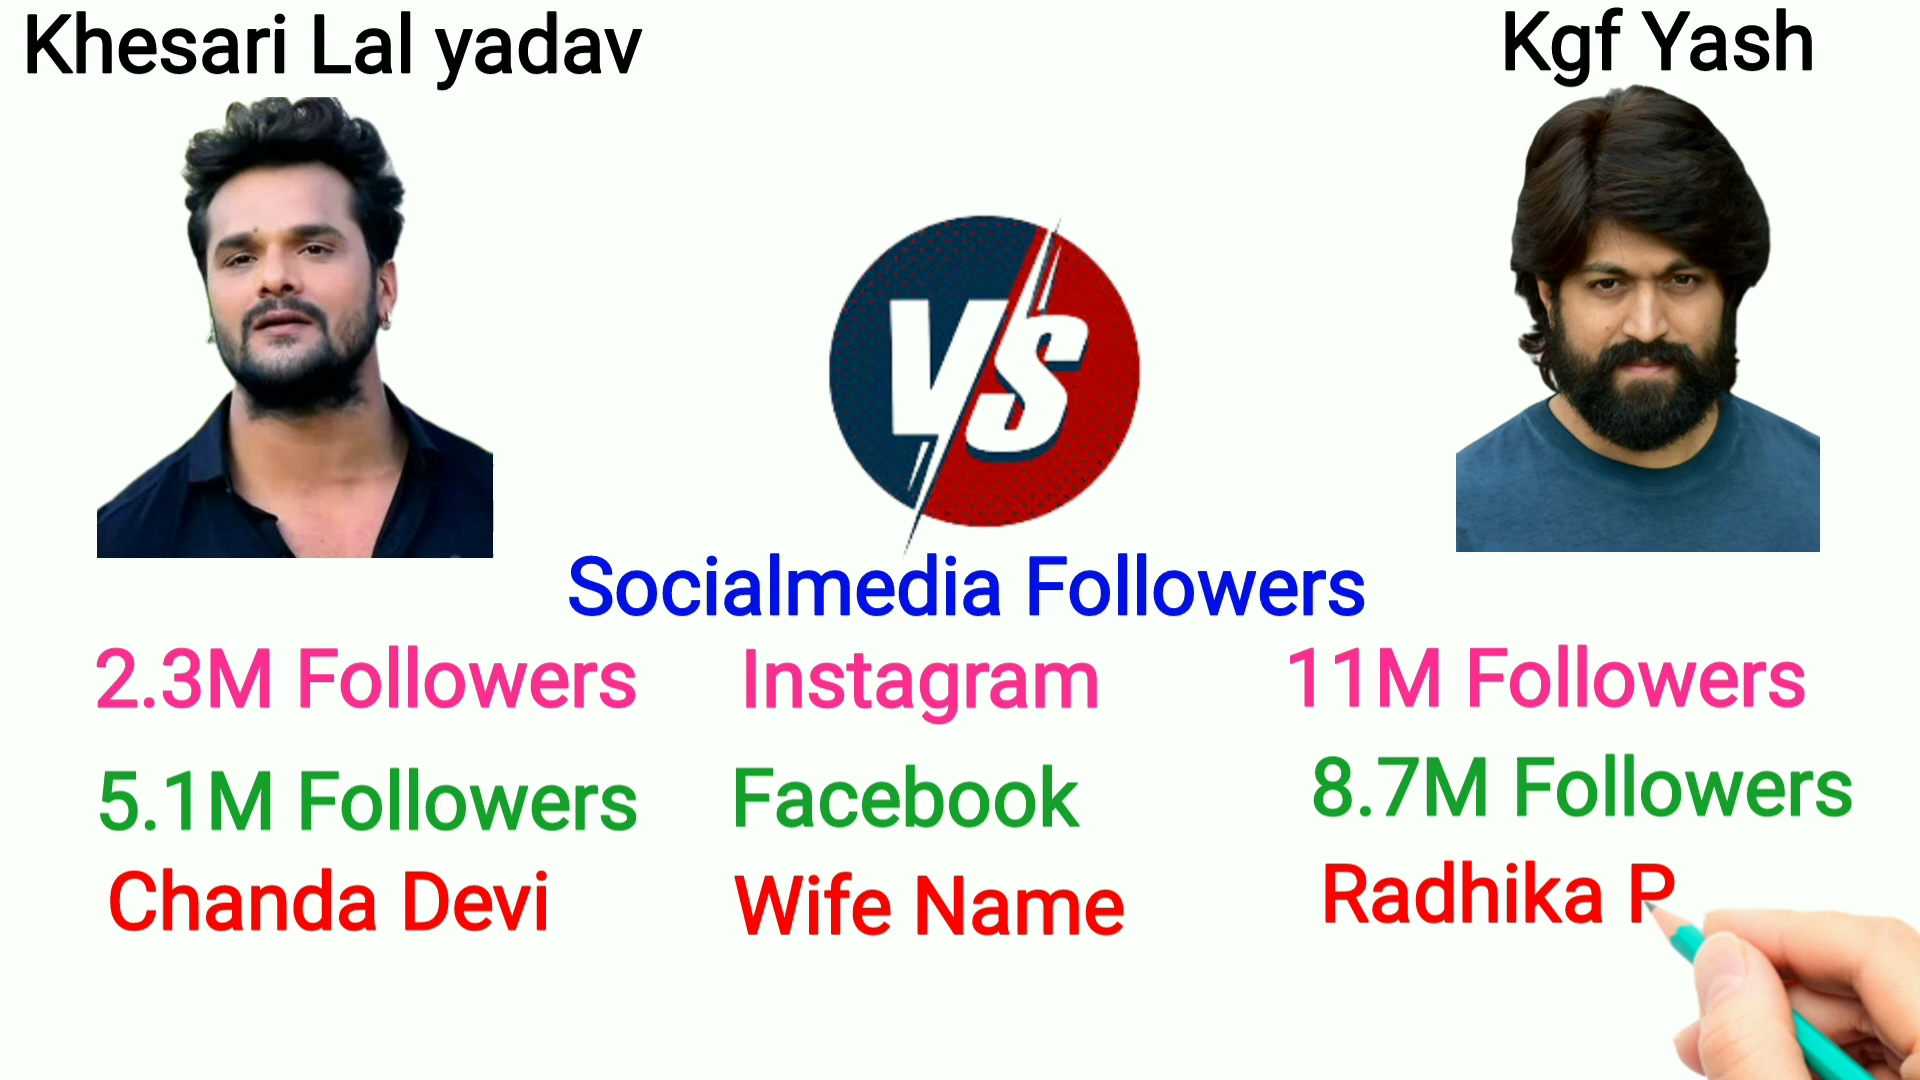 Khesari Lal yadav
Kgf Yash
VS
Socialmedia Followers
2.3M Followers Instagram 11M Followers
5.1M Followers Facebook 8.7M Followers
Chanda Devi Wife Name Radhika P